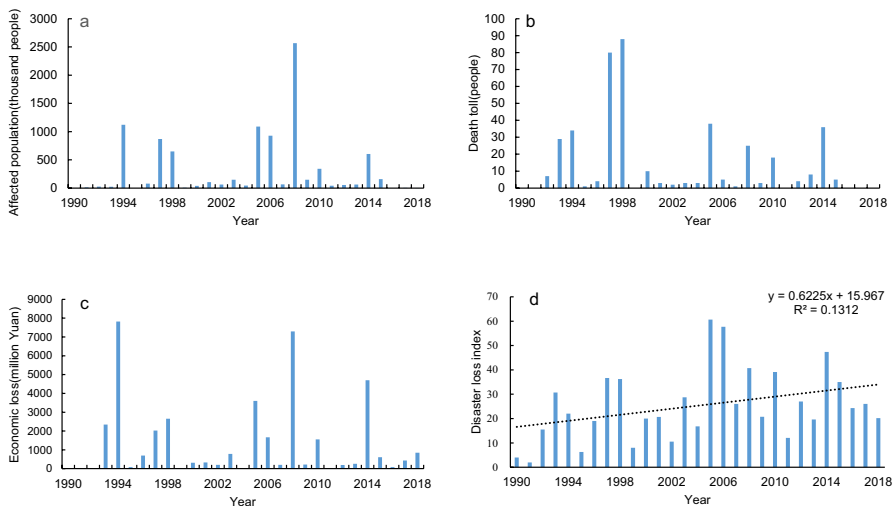 a
Affected population(thousand people)
3000
2500
2000
1500
1000
500
0
1990 1994 1998 2002 2006 2010 2014 2018
Year
b
Death toll(people)
100
90
80
70
60
50
40
30
20
10
0
1990 1994 1998 2002 2006 2010 2014 2018
Year
c
Economic loss(million Yuan)
9000
8000
7000
6000
5000
4000
3000
2000
1000
0
1990 1994 1998 2002 2006 2010 2014 2018
Year
d
y = 0.6225x + 15.967
R² = 0.1312
Disaster loss index
70
60
50
40
30
20
10
0
1990 1994 1998 2002 2006 2010 2014 2018
Year